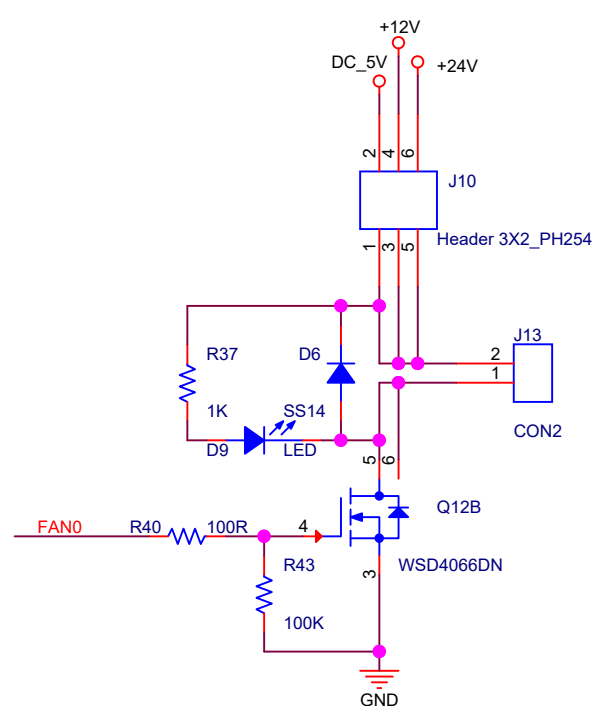 +12V
DC_5V
+24V
2
4
6
J10
Header 3X2_PH254
1
3
5
R37
D6
J13
2
1
1K
SS14
D9
LED
CON2
5
6
Q12B
FAN0
R40
100R
4
R43
WSD4066DN
3
100K
GND